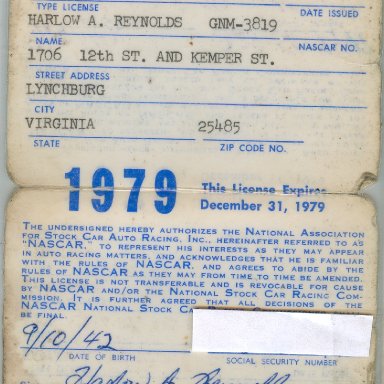 TYPE LICENSE DATE ISSUED
HARLOW A. REYNOLDS GNM-3819
NAME. NASCAR NO.
1706 12th ST. AND KEMPER ST.
STREET ADDRESS
LYNCHBURG
CITY
VIRGINIA 25485
STATE ZIP CODE NO.
1979 This License Expires
December 31, 1979
THE UNDERSIGNED HEREBY AUTHORIZES THE NATIONAL ASSOCIATION
FOR STOCK CAR AUTO RACING, INC., HEREINAFTER REFERRED TO AS
"NASCAR," TO REPRESENT HIS INTERESTS AS THEY MAY APPEAR
IN AUTO RACING MATTERS, AND ACKNOWLEDGES THAT HE IS FAMILIAR
WITH THE RULES OF NASCAR, AND AGREES TO ABIDE BY THE
RULES OF NASCAR AS THEY MAY FROM TIME TO TIME BE AMENDED.
THIS LICENSE IS NOT TRANSFERABLE AND IS REVOCABLE FOR CAUSE
BY NASCAR AND/OR THE NATIONAL STOCK CAR RACING COM-
MISSION. IT IS FURTHER AGREED THAT ALL DECISIONS OF THE
NASCAR NATIONAL STOCK CAR
BE FINAL.
9/10/42
DATE OF BIRTH SOCIAL SECURITY NUMBER
Harlow A. Reynolds